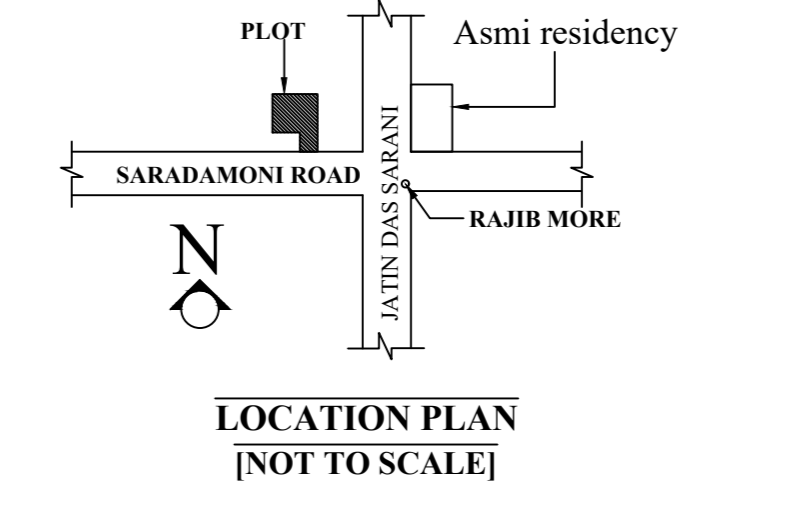 PLOT
Asmi residency
SARADAMONI ROAD
JATIN DAS SARANI
RAJIB MORE
N
LOCATION PLAN
[NOT TO SCALE]